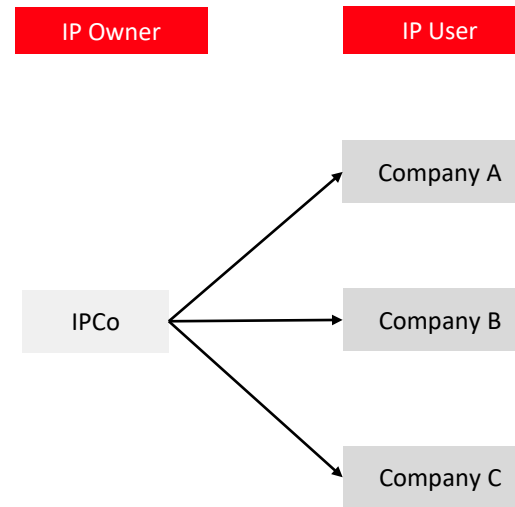 IP Owner
IP User
Company A
IPCo
Company B
Company C